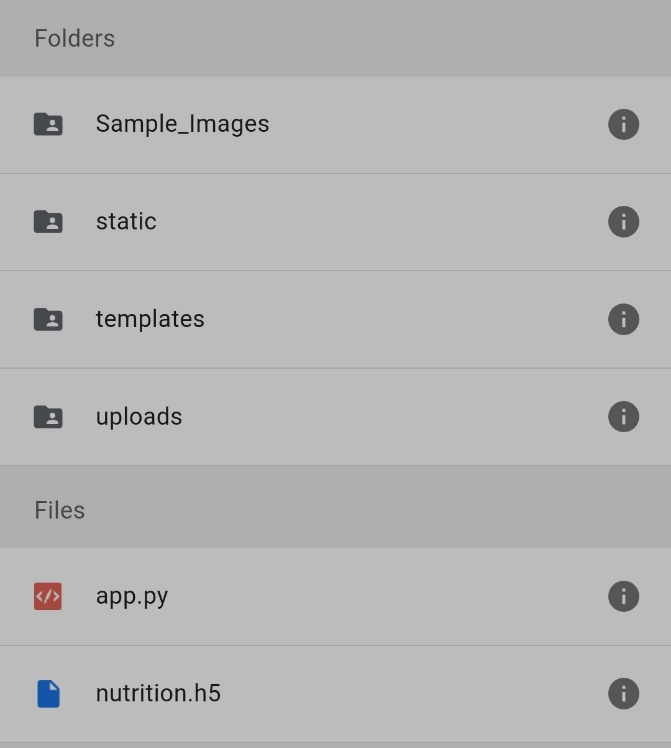 Folders
Sample_Images
static
templates
uploads
Files
app.py
nutrition.h5